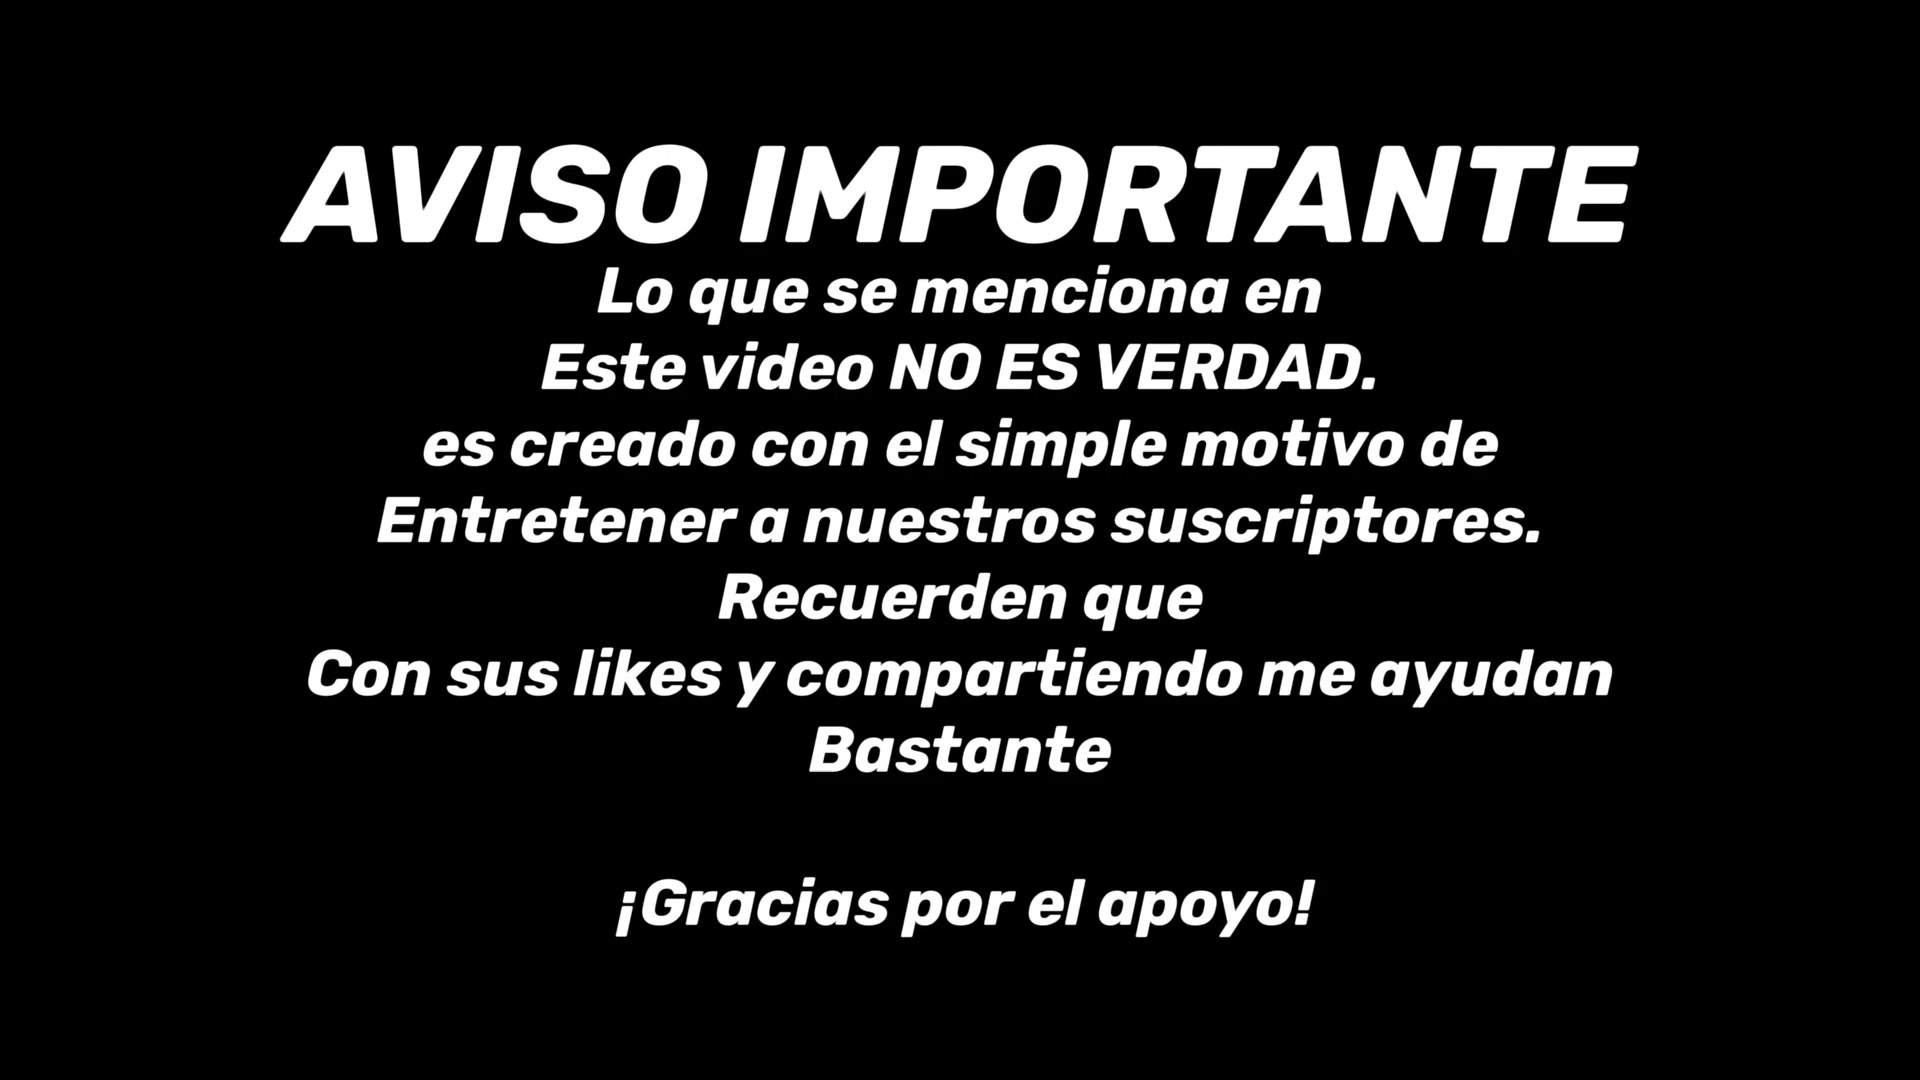 AVISO IMPORTANTE
Lo que se menciona en
Este video NO ES VERDAD.
es creado con el simple motivo de
Entretener a nuestros suscriptores.
Recuerden que
Con sus likes y compartiendo me ayudan
Bastante
¡Gracias por el apoyo!